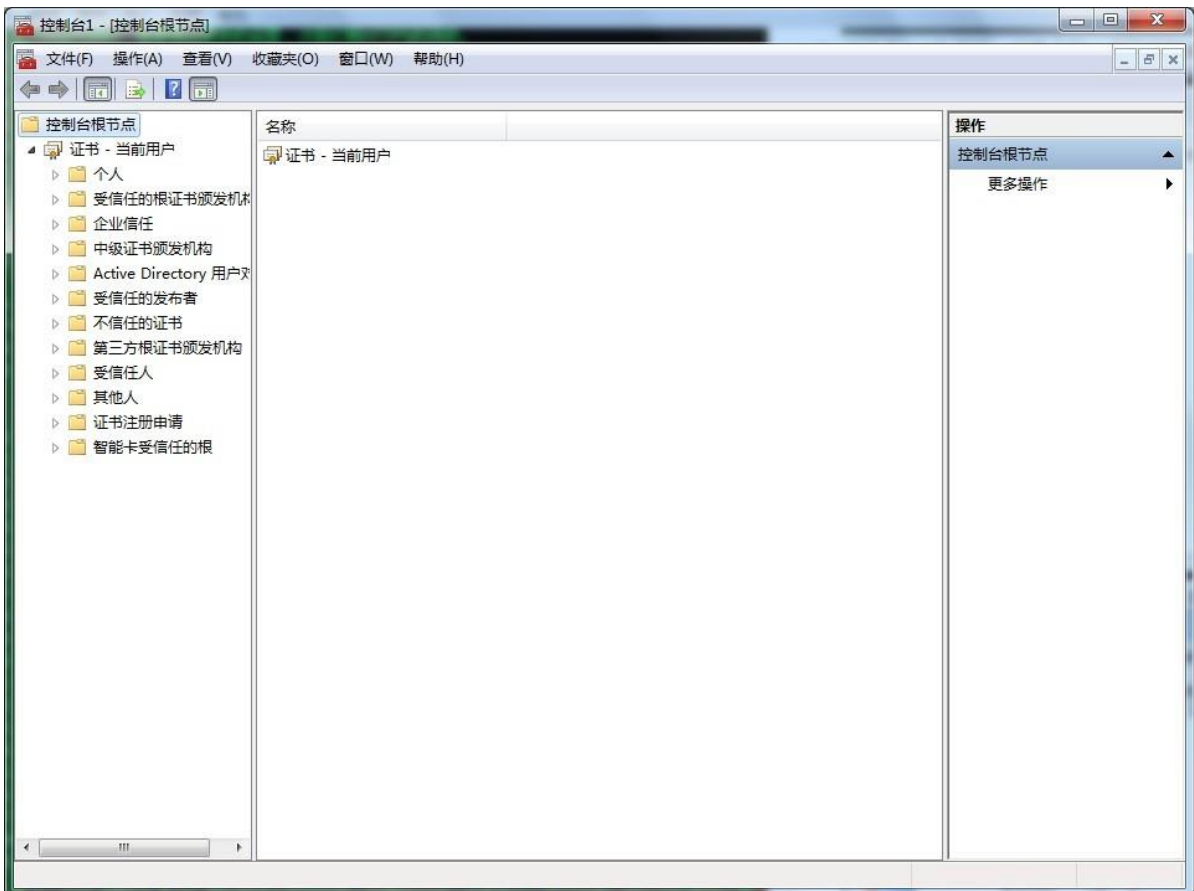 控制台1 - [控制台根节点]
文件(F) 操作(A) 查看(V) 收藏夹(O) 窗口(W) 帮助(H)
控制台根节点
证书 - 当前用户
个人
受信任的根证书颁发机构
企业信任
中级证书颁发机构
Active Directory 用户对
受信任的发布者
不信任的证书
第三方根证书颁发机构
受信任人
其他人
证书注册申请
智能卡受信任的根
名称
证书 - 当前用户
操作
控制台根节点
更多操作